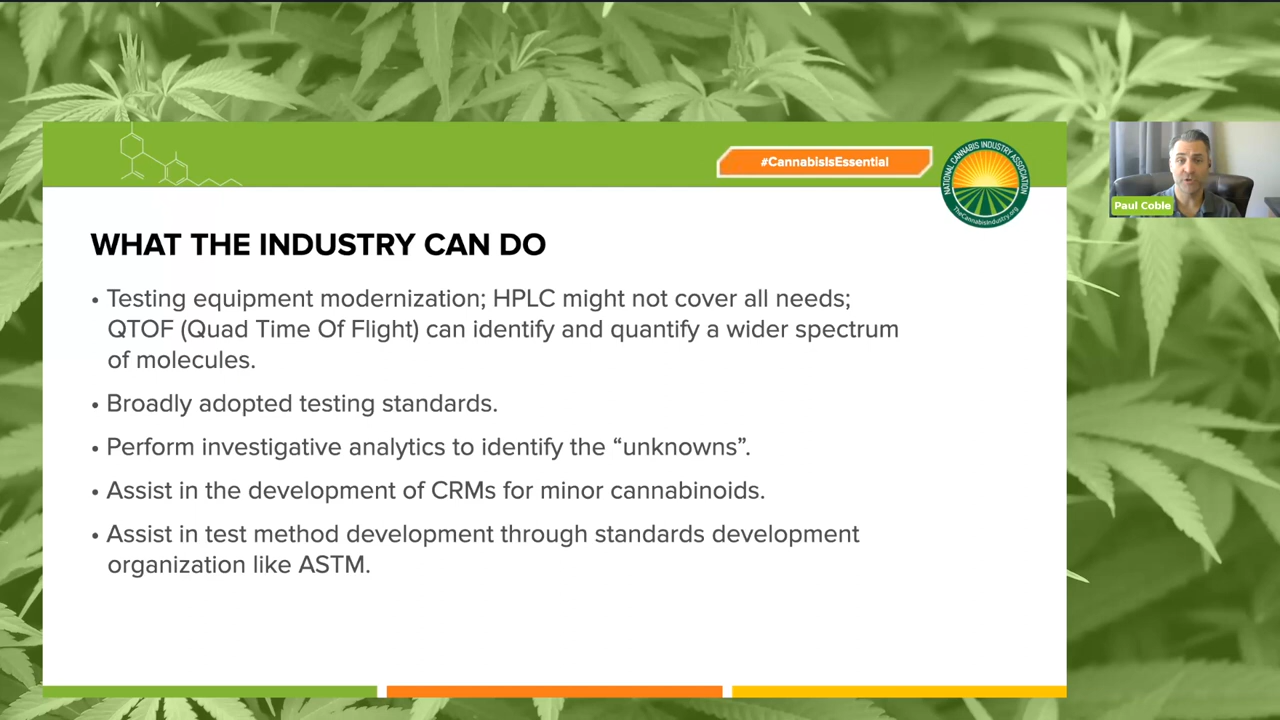 #CannabisIsEssential
NATIONAL CANNABIS INDUSTRY ASSOCIATION
TheCannabisIndustry.org
Paul Coble
WHAT THE INDUSTRY CAN DO
• Testing equipment modernization; HPLC might not cover all needs;
QTOF (Quad Time Of Flight) can identify and quantify a wider spectrum
of molecules.
• Broadly adopted testing standards.
• Perform investigative analytics to identify the “unknowns”.
• Assist in the development of CRMs for minor cannabinoids.
• Assist in test method development through standards development
organization like ASTM.